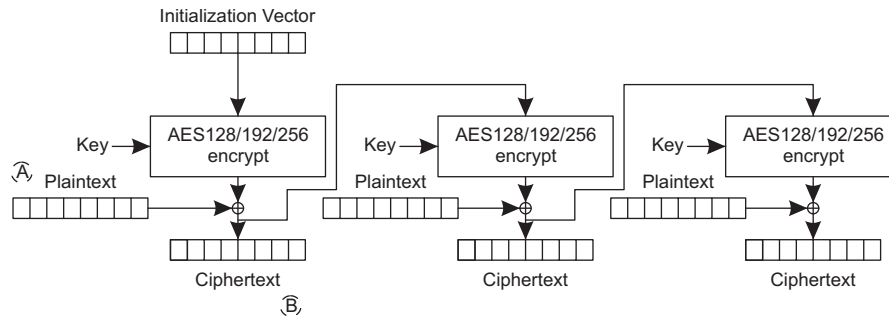 Initialization Vector
AES128/192/256
encrypt
Key
AES128/192/256
encrypt
Key
AES128/192/256
encrypt
Key
A
Plaintext
Plaintext
Plaintext
Ciphertext
Ciphertext
Ciphertext
B